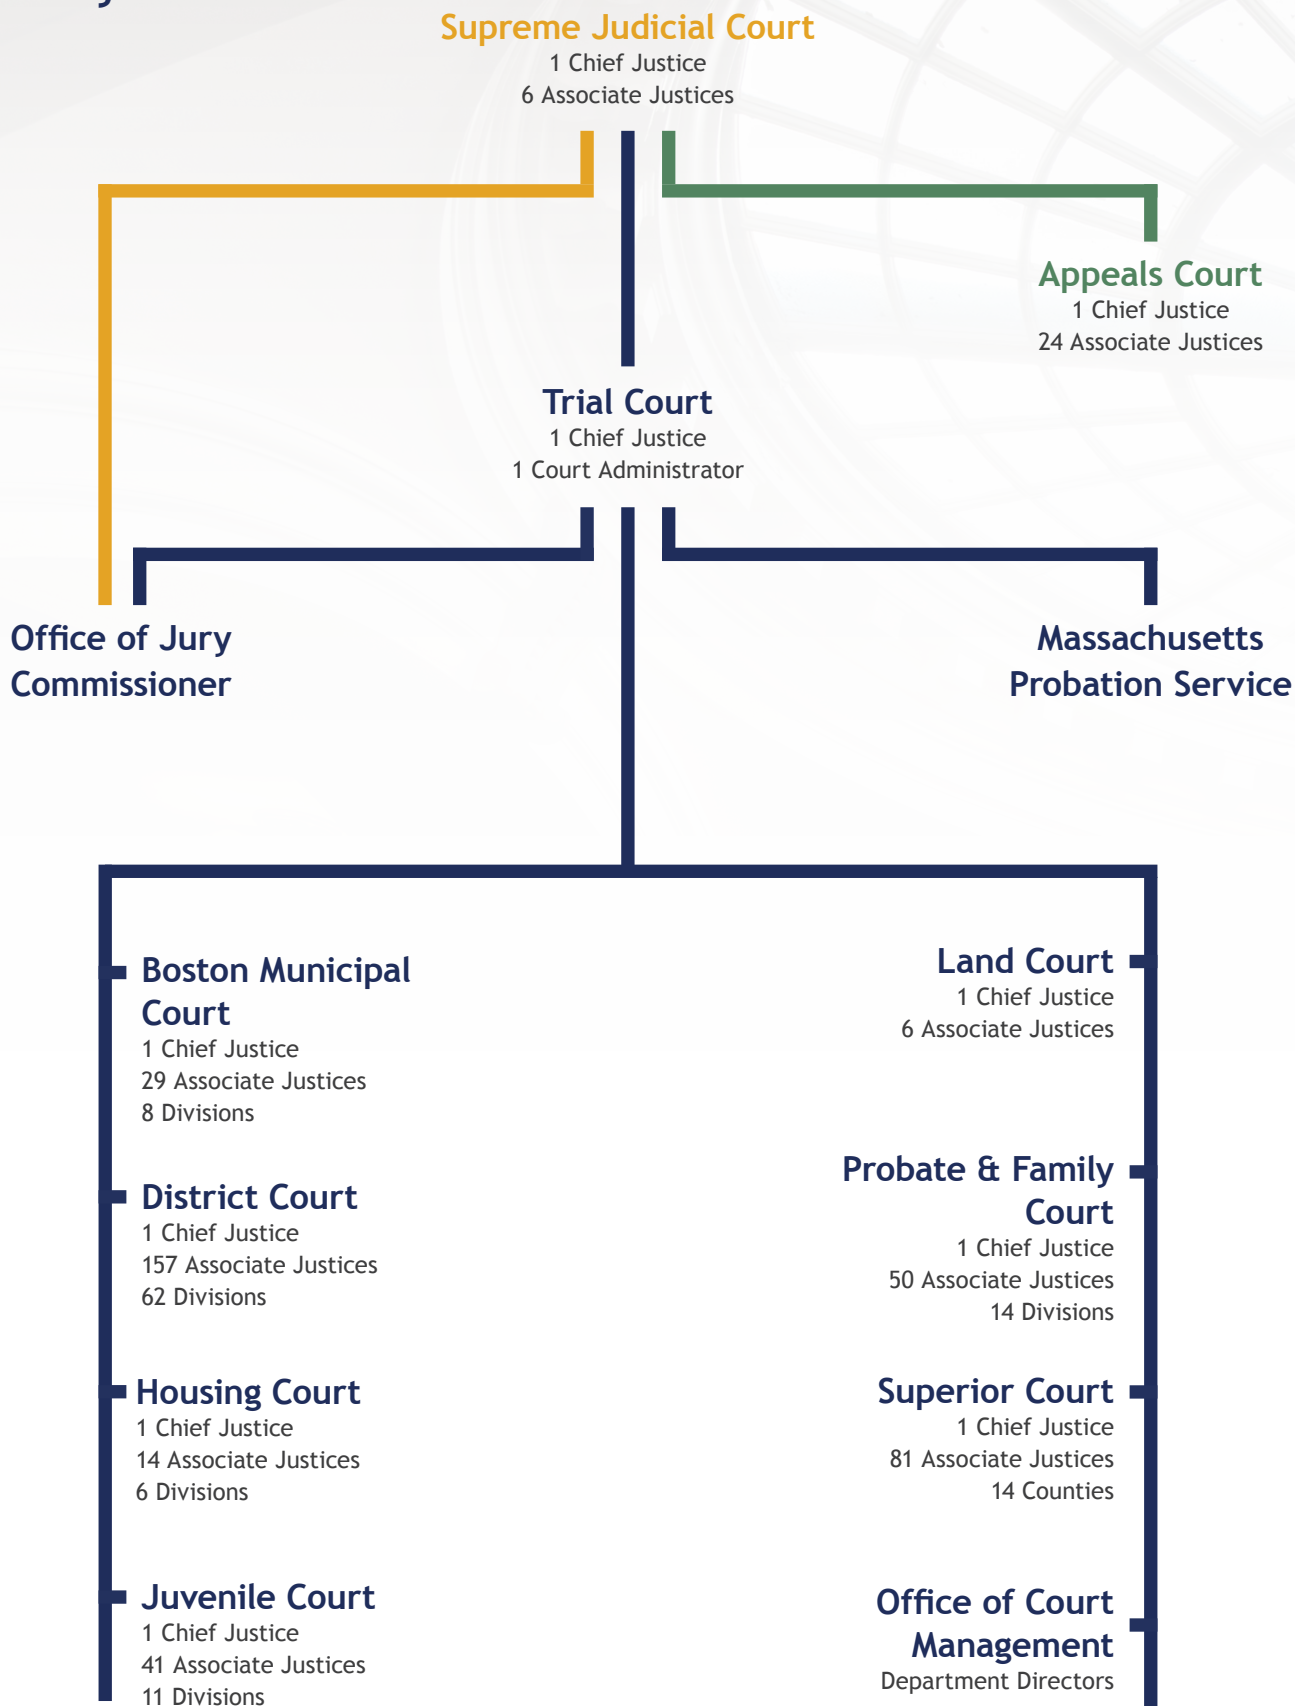 Supreme Judicial Court
1 Chief Justice
6 Associate Justices
Appeals Court
1 Chief Justice
24 Associate Justices
Trial Court
1 Chief Justice
1 Court Administrator
Office of Jury
Commissioner
Massachusetts
Probation Service
Boston Municipal
Court
1 Chief Justice
29 Associate Justices
8 Divisions
District Court
1 Chief Justice
157 Associate Justices
62 Divisions
Housing Court
1 Chief Justice
14 Associate Justices
6 Divisions
Juvenile Court
1 Chief Justice
41 Associate Justices
11 Divisions
Land Court
1 Chief Justice
6 Associate Justices
Probate & Family
Court
1 Chief Justice
50 Associate Justices
14 Divisions
Superior Court
1 Chief Justice
81 Associate Justices
14 Counties
Office of Court
Management
Department Directors